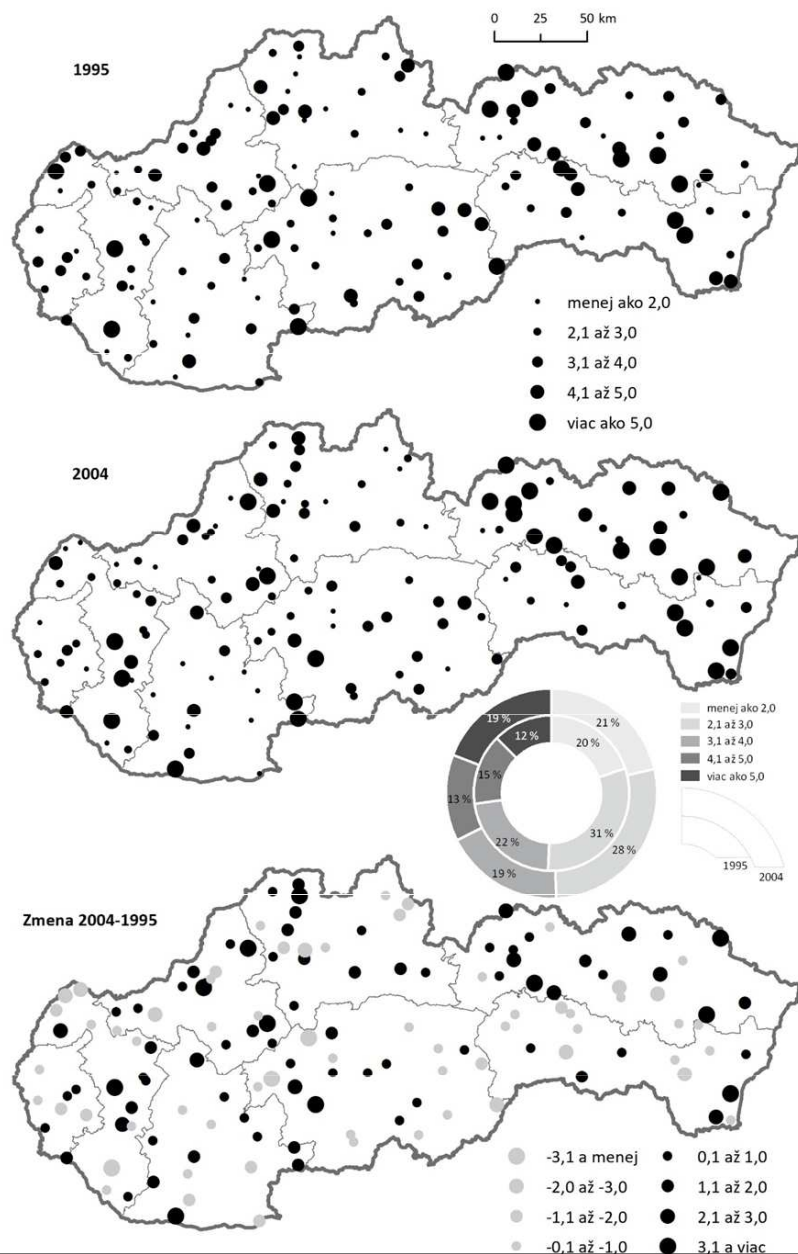 0 25 50 km
1995
menej ako 2,0
2,1 až 3,0
3,1 až 4,0
4,1 až 5,0
viac ako 5,0
2004
19 %
21 %
12 %
20 %
15 %
13 %
31 %
22 %
28 %
19 %
menej ako 2,0
2,1 až 3,0
3,1 až 4,0
4,1 až 5,0
viac ako 5,0
1995
2004
Zmena 2004-1995
-3,1 a menej
-2,0 až -3,0
-1,1 až -2,0
-0,1 až -1,0
0,1 až 1,0
1,1 až 2,0
2,1 až 3,0
3,1 a viac